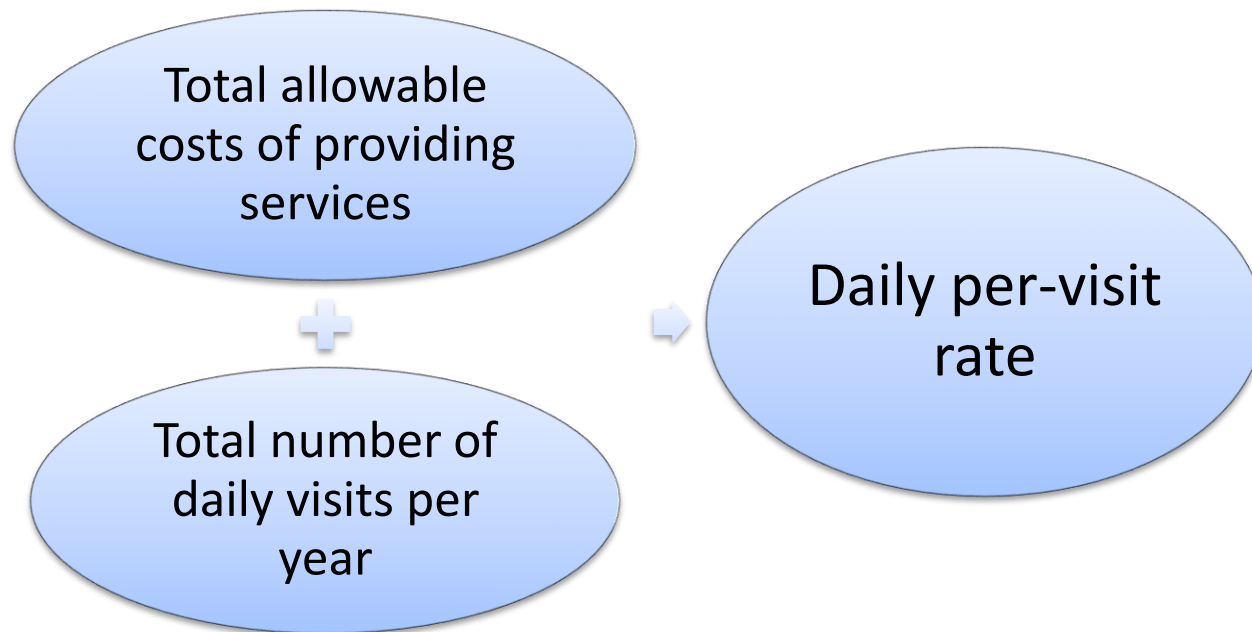 Total allowable
costs of providing
services
Total number of
daily visits per
year
Daily per-visit
rate